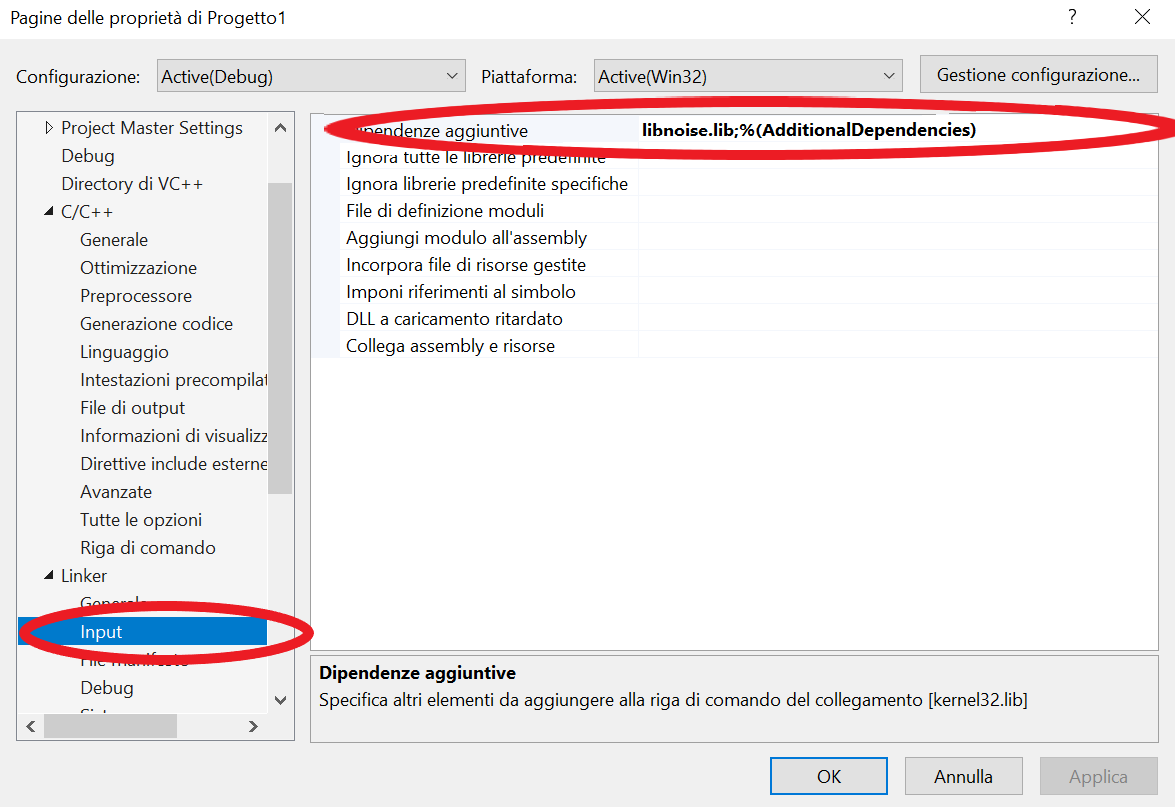 Pagine delle proprietà di Progetto1
?
Configurazione: Active(Debug) Piattaforma: Active(Win32) Gestione configurazione...
Project Master Settings
Debug
Directory di VC++
C/C++
Generale
Ottimizzazione
Preprocessore
Generazione codice
Linguaggio
Intestazioni precompilat
File di output
Informazioni di visualizz
Direttive include esterne
Avanzate
Tutte le opzioni
Riga di comando
Linker
Generale
Input
File manifesto
Debug
Dipendenze aggiuntive libnoise.lib;%(AdditionalDependencies)
Ignora tutte le librerie predefinite
Ignora librerie predefinite specifiche
File di definizione moduli
Aggiungi modulo all'assembly
Incorpora file di risorse gestite
Imponi riferimenti al simbolo
DLL a caricamento ritardato
Collega assembly e risorse
Dipendenze aggiuntive
Specifica altri elementi da aggiungere alla riga di comando del collegamento [kernel32.lib]
OK Annulla Applica